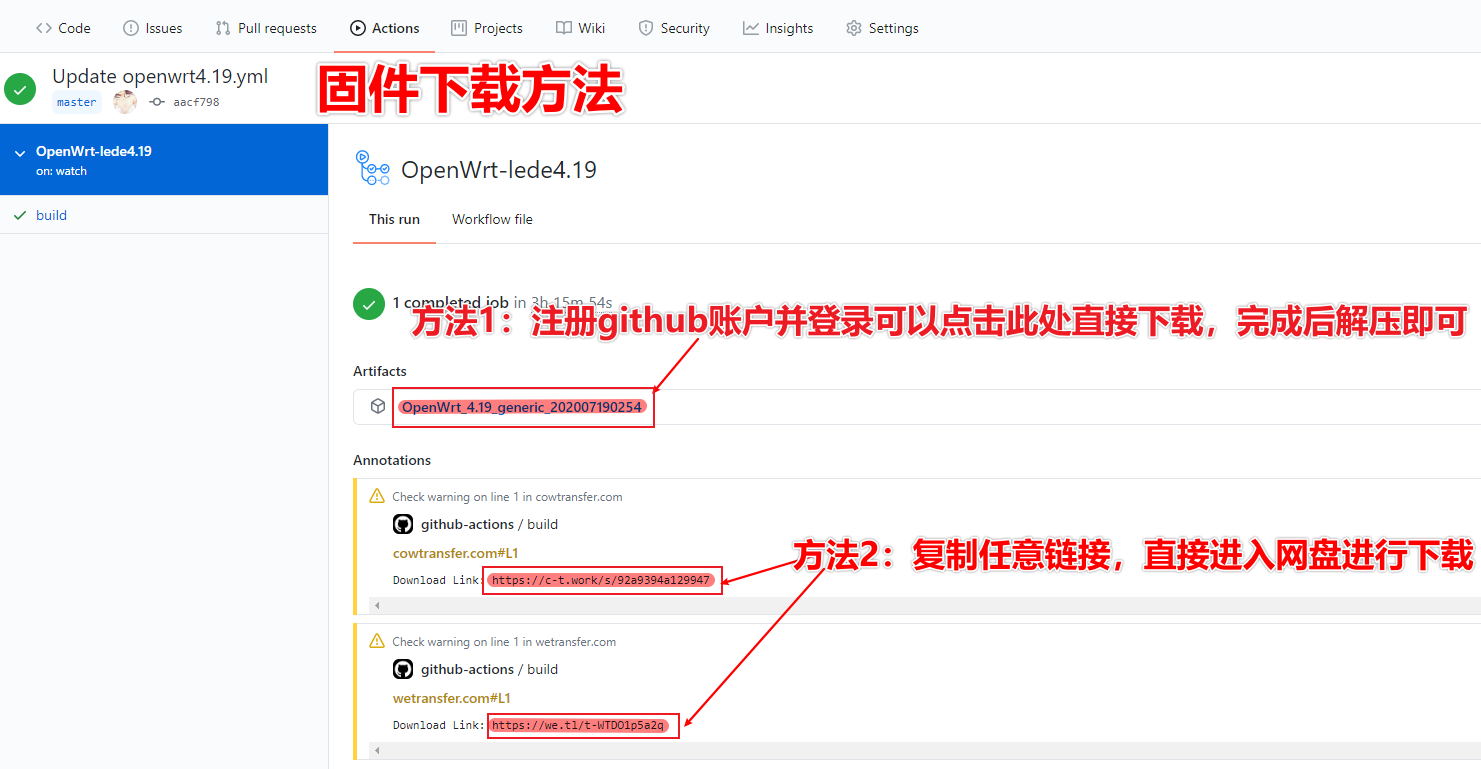 Code Issues Pull requests Actions Projects Wiki Security Insights Settings
Update openwrt4.19.yml
master aacf798
固件下载方法
OpenWrt-lede4.19
on: watch
build
OpenWrt-lede4.19
This run Workflow file
1 completed job in 3h 15m 54s
方法1：注册github账户并登录可以点击此处直接下载，完成后解压即可
Artifacts
OpenWrt_4.19_generic_202007190254
Annotations
Check warning on line 1 in cowtransfer.com
github-actions / build
cowtransfer.com#L1
方法2：复制任意链接，直接进入网盘进行下载
Download Link: https://c-t.work/s/92a9394a129947
Check warning on line 1 in wetransfer.com
github-actions / build
wetransfer.com#L1
Download Link: https://we.tl/t-WTDO1p5a2q